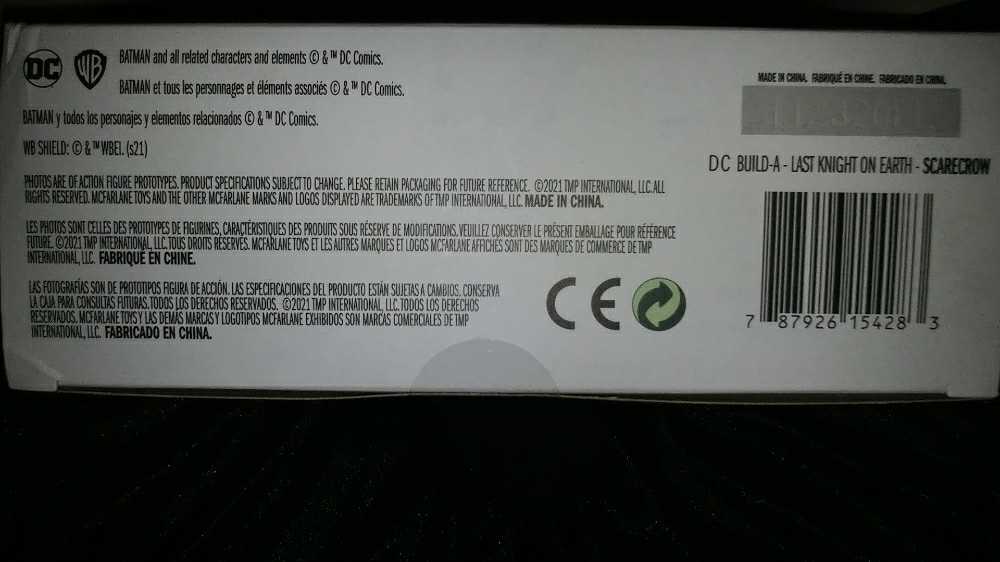 DC WB BATMAN and all related characters and elements © & ™ DC Comics.
BATMAN et tous les personnages et éléments associés © & ™ DC Comics.
BATMAN y todos los personajes y elementos relacionados © & ™ DC Comics.
WB SHIELD: © & ™ WBEI. (s21)
PHOTOS ARE OF ACTION FIGURE PROTOTYPES. PRODUCT SPECIFICATIONS SUBJECT TO CHANGE. PLEASE RETAIN PACKAGING FOR FUTURE REFERENCE. ©2021 TMP INTERNATIONAL, LLC. ALL
RIGHTS RESERVED. MCFARLANE TOYS AND THE OTHER MCFARLANE MARKS AND LOGOS DISPLAYED ARE TRADEMARKS OF TMP INTERNATIONAL, LLC. MADE IN CHINA.
LES PHOTOS SONT CELLES DES PROTOTYPES DE FIGURINES, CARACTÉRISTIQUES DES PRODUITS SOUS RÉSERVE DE MODIFICATIONS. VEUILLEZ CONSERVER LE PRÉSENT EMBALLAGE POUR RÉFÉRENCE
FUTURE. ©2021 TMP INTERNATIONAL, LLC. TOUS DROITS RÉSERVÉS. MCFARLANE TOYS ET LES AUTRES MARQUES ET LOGOS MCFARLANE AFFICHÉS SONT DES MARQUES DE COMMERCE DE TMP
INTERNATIONAL, LLC. FABRIQUÉ EN CHINE.
LAS FOTOGRAFÍAS SON DE PROTOTIPOS FIGURA DE ACCIÓN. LAS ESPECIFICACIONES DEL PRODUCTO ESTÁN SUJETAS A CAMBIOS. CONSERVA
LA CAJA PARA CONSULTAS FUTURAS. TODOS LOS DERECHOS RESERVADOS. ©2021 TMP INTERNATIONAL, LLC. TODOS LOS DERECHOS
RESERVADOS. MCFARLANE TOYS Y LAS DEMÁS MARCAS Y LOGOTIPOS MCFARLANE EXHIBIDOS SON MARCAS COMERCIALES DE TMP
INTERNATIONAL, LLC. FABRICADO EN CHINA.
CE
MADE IN CHINA. FABRIQUÉ EN CHINE. FABRICADO EN CHINA.
DC BUILD-A - LAST KNIGHT ON EARTH - SCARECROW
7 87926 15428 3